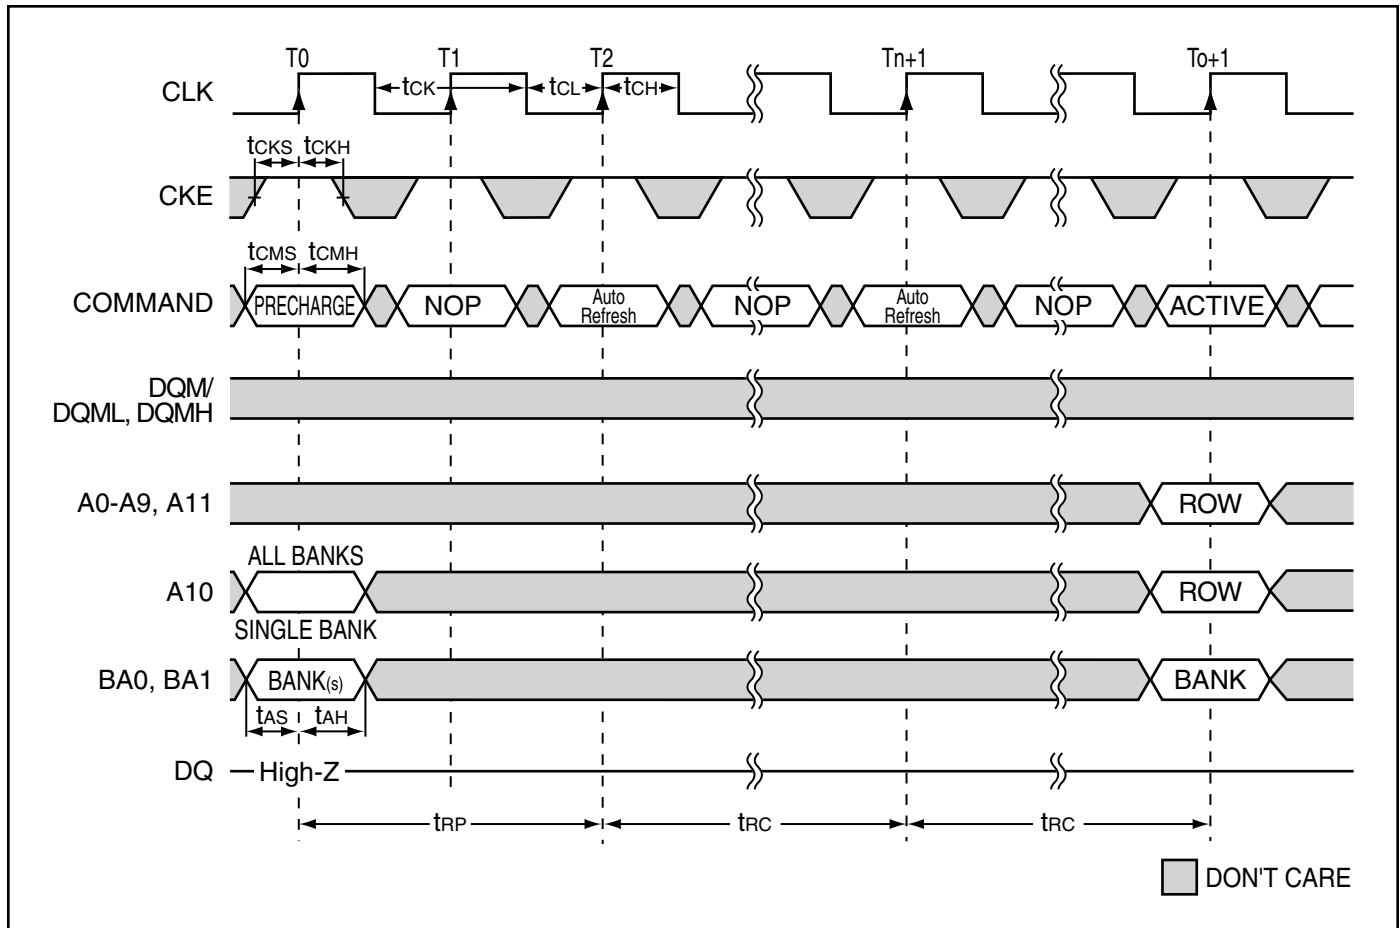 T0 T1 T2 Tn+1 To+1
CLK tCK tCL tCH
tCKS tCKH
CKE
tCMS tCMH
COMMAND PRECHARGE NOP Auto Refresh NOP Auto Refresh NOP ACTIVE
DQM/
DQML, DQMH
A0-A9, A11 ROW
ALL BANKS
A10 ROW
SINGLE BANK
BA0, BA1 BANK(s) BANK
tAS tAH
DQ High-Z
tRP tRC tRC
DON'T CARE